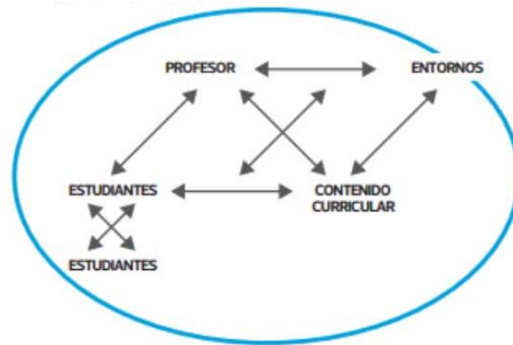 PROFESOR
ENTORNOS
ESTUDIANTES
CONTENIDO
CURRICULAR
ESTUDIANTES